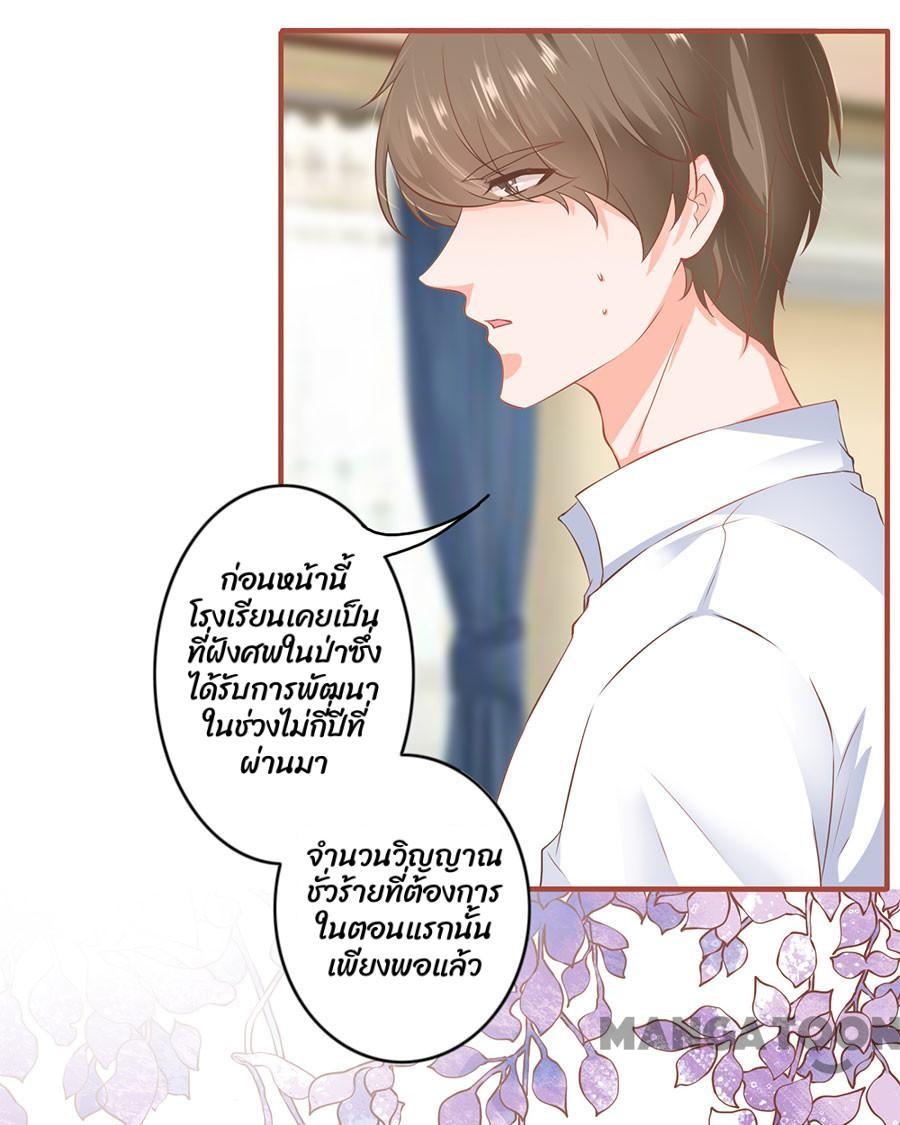 ก่อนหน้านี้
โรงเรียนเคยเป็น
ที่ฝังศพในป่าซึ่ง
ได้รับการพัฒนา
ในช่วงไม่กี่ปีที่
ผ่านมา
จำนวนวิญญาณ
ชั่วร้ายที่ต้องการ
ในตอนแรกนั้น
เพียงพอแล้ว
MANGATOON